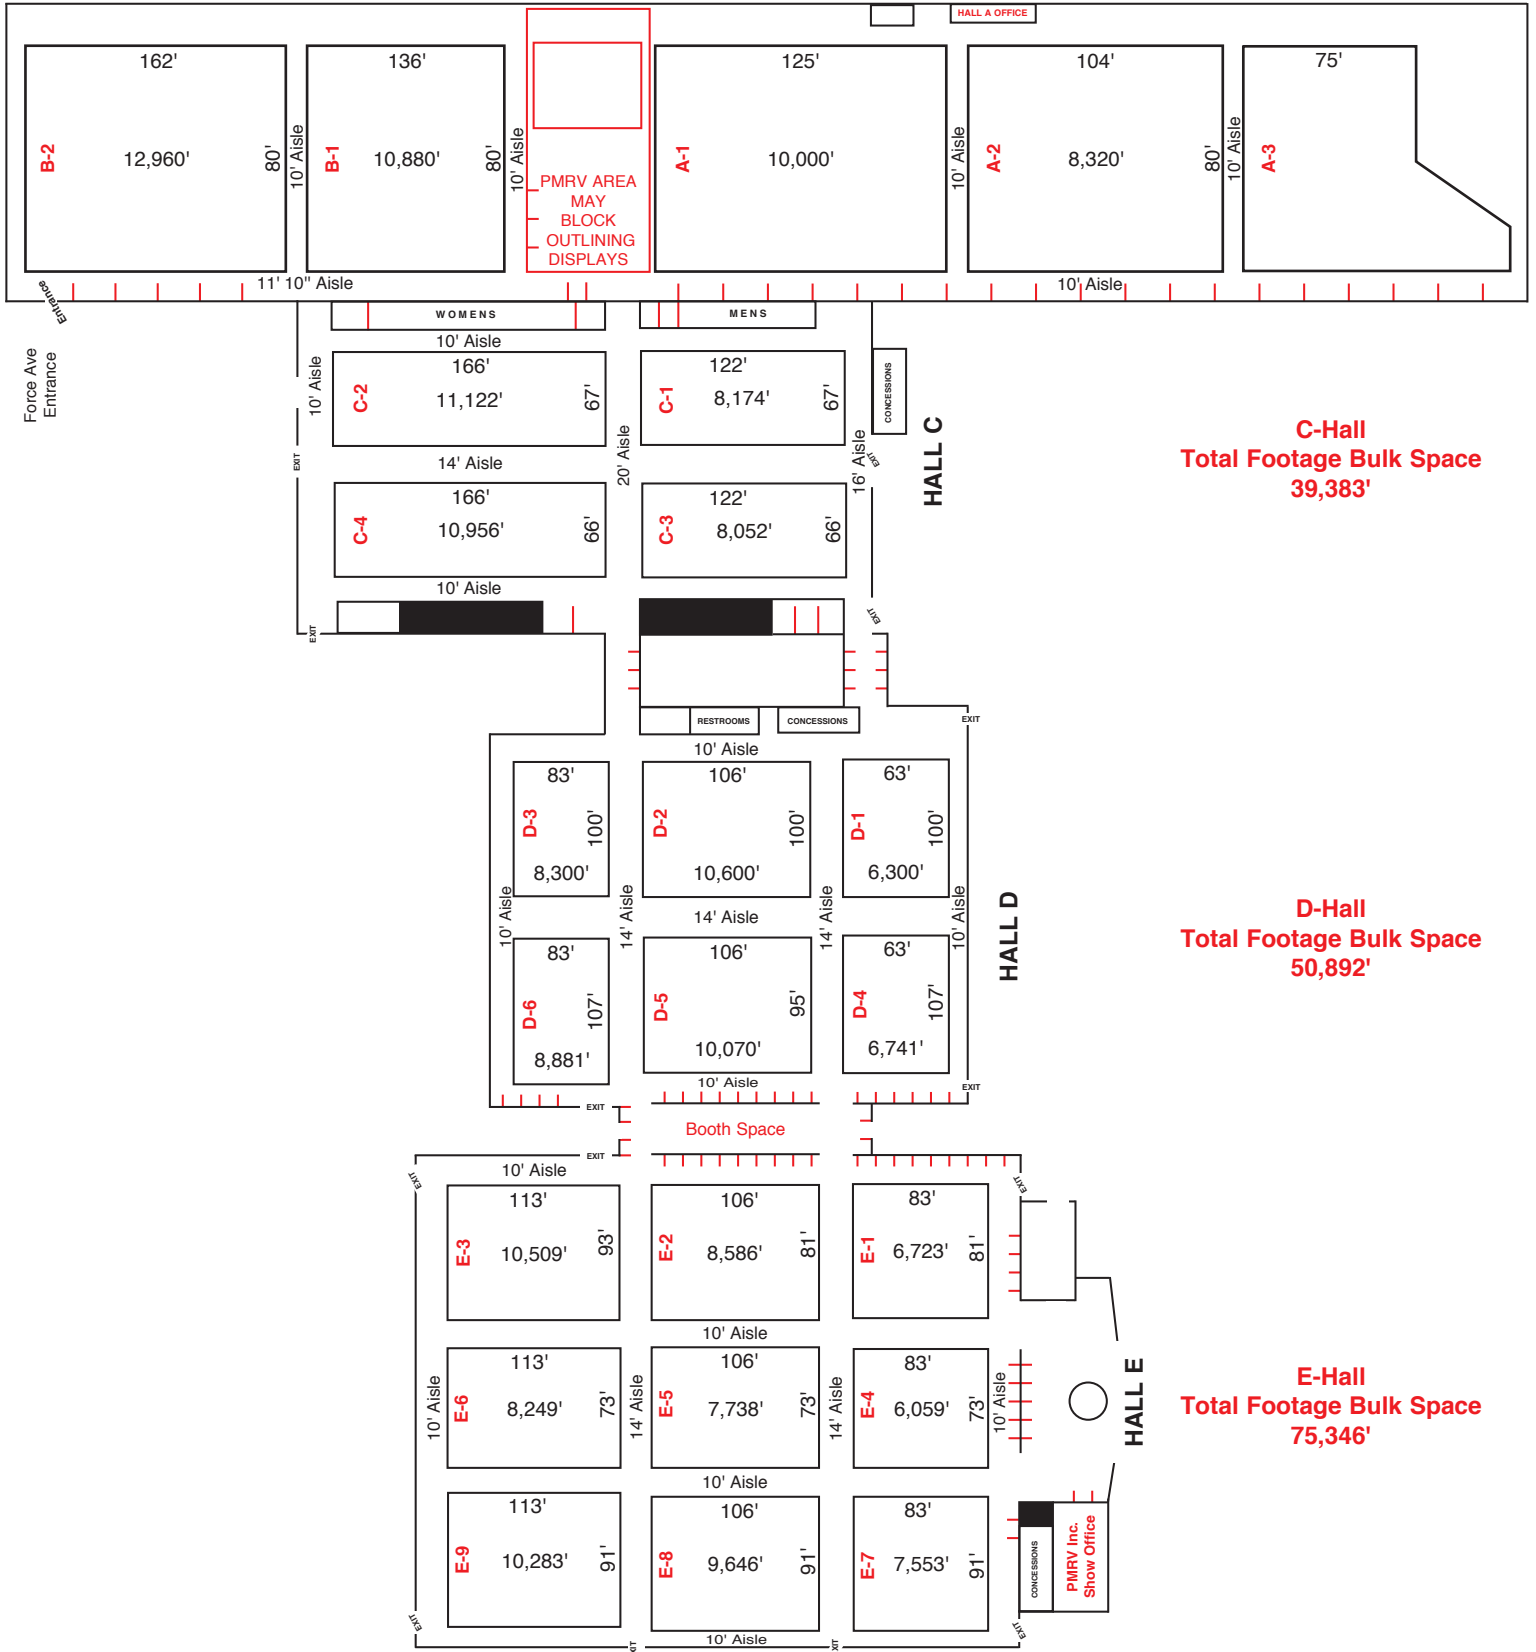 HALL A OFFICE
162'
136'
125'
104'
75'
B-2
12,960'
80'
10' Aisle
B-1
10,880'
80'
10' Aisle
PMRV AREA
MAY
BLOCK
OUTLINING
DISPLAYS
A-1
10,000'
10' Aisle
A-2
8,320'
80'
10' Aisle
A-3
11' 10" Aisle
10' Aisle
Entrance
Force Ave
Entrance
WOMENS
MENS
10' Aisle
10' Aisle
166'
C-2
11,122'
67'
122'
C-1
8,174'
67'
CONCESSIONS
EXIT
14' Aisle
20' Aisle
16' Aisle
EXIT
HALL C
C-Hall
Total Footage Bulk Space
39,383'
166'
C-4
10,956'
66'
122'
C-3
8,052'
66'
10' Aisle
EXIT
EXIT
RESTROOMS
CONCESSIONS
EXIT
10' Aisle
83'
D-3
100'
8,300'
106'
D-2
100'
10,600'
63'
D-1
100'
6,300'
10' Aisle
14' Aisle
14' Aisle
14' Aisle
10' Aisle
HALL D
D-Hall
Total Footage Bulk Space
50,892'
83'
D-6
107'
8,881'
106'
D-5
95'
10,070'
63'
D-4
107'
6,741'
10' Aisle
EXIT
EXIT
Booth Space
EXIT
10' Aisle
EXIT
EXIT
113'
E-3
10,509'
93'
106'
E-2
8,586'
81'
83'
E-1
6,723'
81'
10' Aisle
113'
10' Aisle
E-6
8,249'
73'
14' Aisle
106'
E-5
7,738'
73'
14' Aisle
83'
E-4
6,059'
73'
10' Aisle
HALL E
E-Hall
Total Footage Bulk Space
75,346'
10' Aisle
113'
E-9
10,283'
91'
106'
E-8
9,646'
91'
83'
E-7
7,553'
91'
CONCESSIONS
PMRV Inc.
Show Office
EXIT
EXIT
10' Aisle